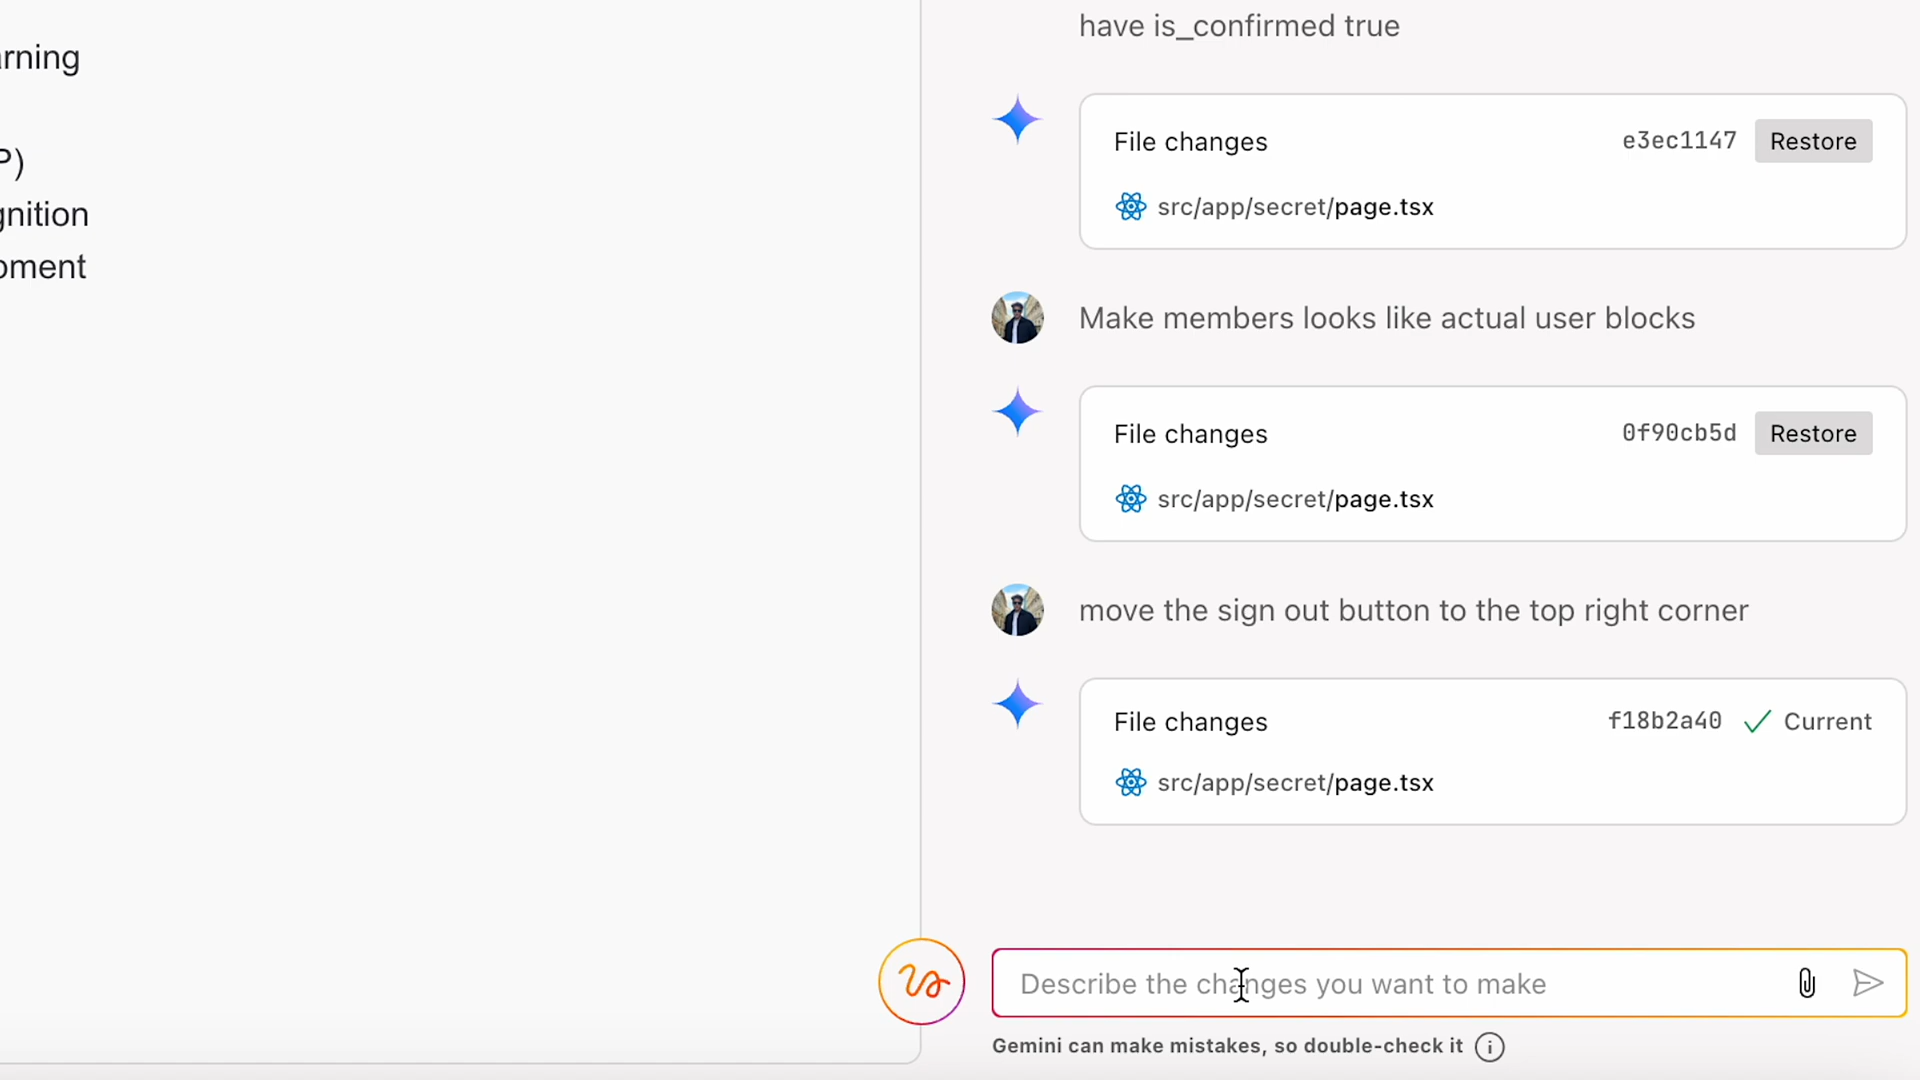 rning
P)
gnition
oment
have is_confirmed true
File changes
e3ec1147
Restore
src/app/secret/page.tsx
Make members looks like actual user blocks
File changes
0f90cb5d
Restore
src/app/secret/page.tsx
move the sign out button to the top right corner
File changes
f18b2a40
Current
src/app/secret/page.tsx
Describe the changes you want to make
Gemini can make mistakes, so double-check it